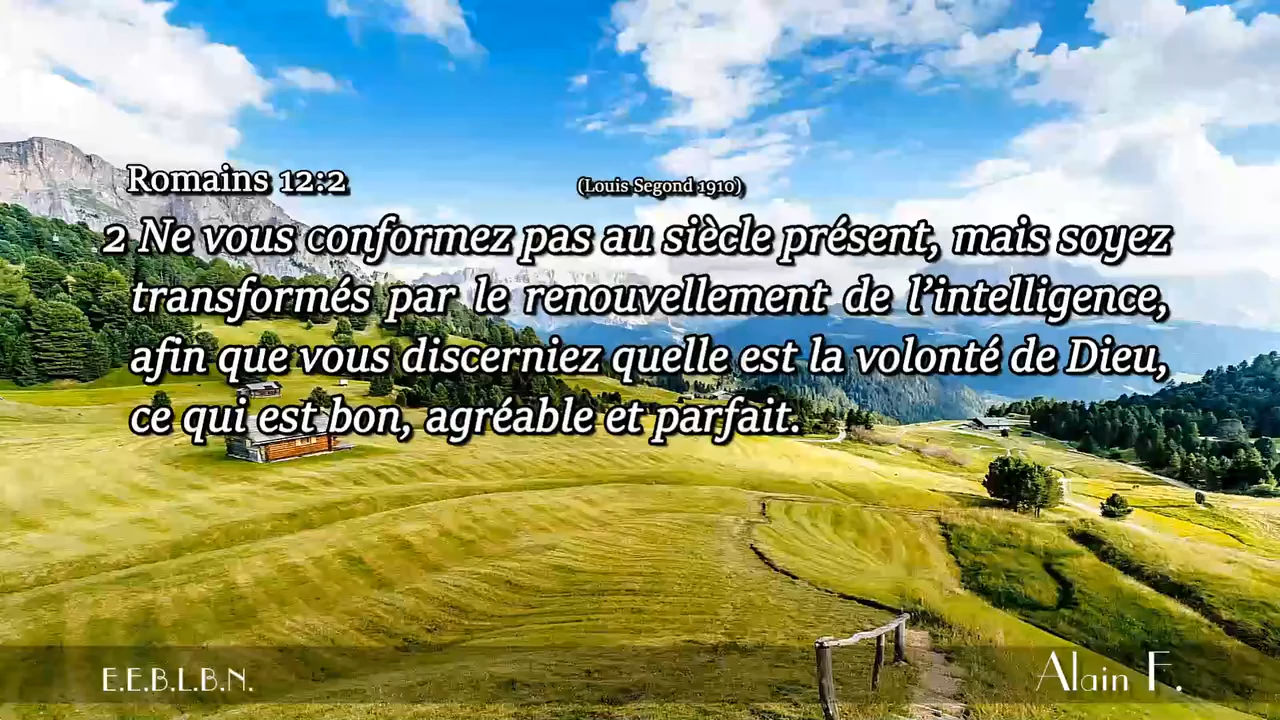 Romains 12:2 (Louis Segond 1910)
2 Ne vous conformez pas au siècle présent, mais soyez
transformés par le renouvellement de l’intelligence,
afin que vous discerniez quelle est la volonté de Dieu,
ce qui est bon, agréable et parfait.
E.E.B.L.B.N. Alain F.